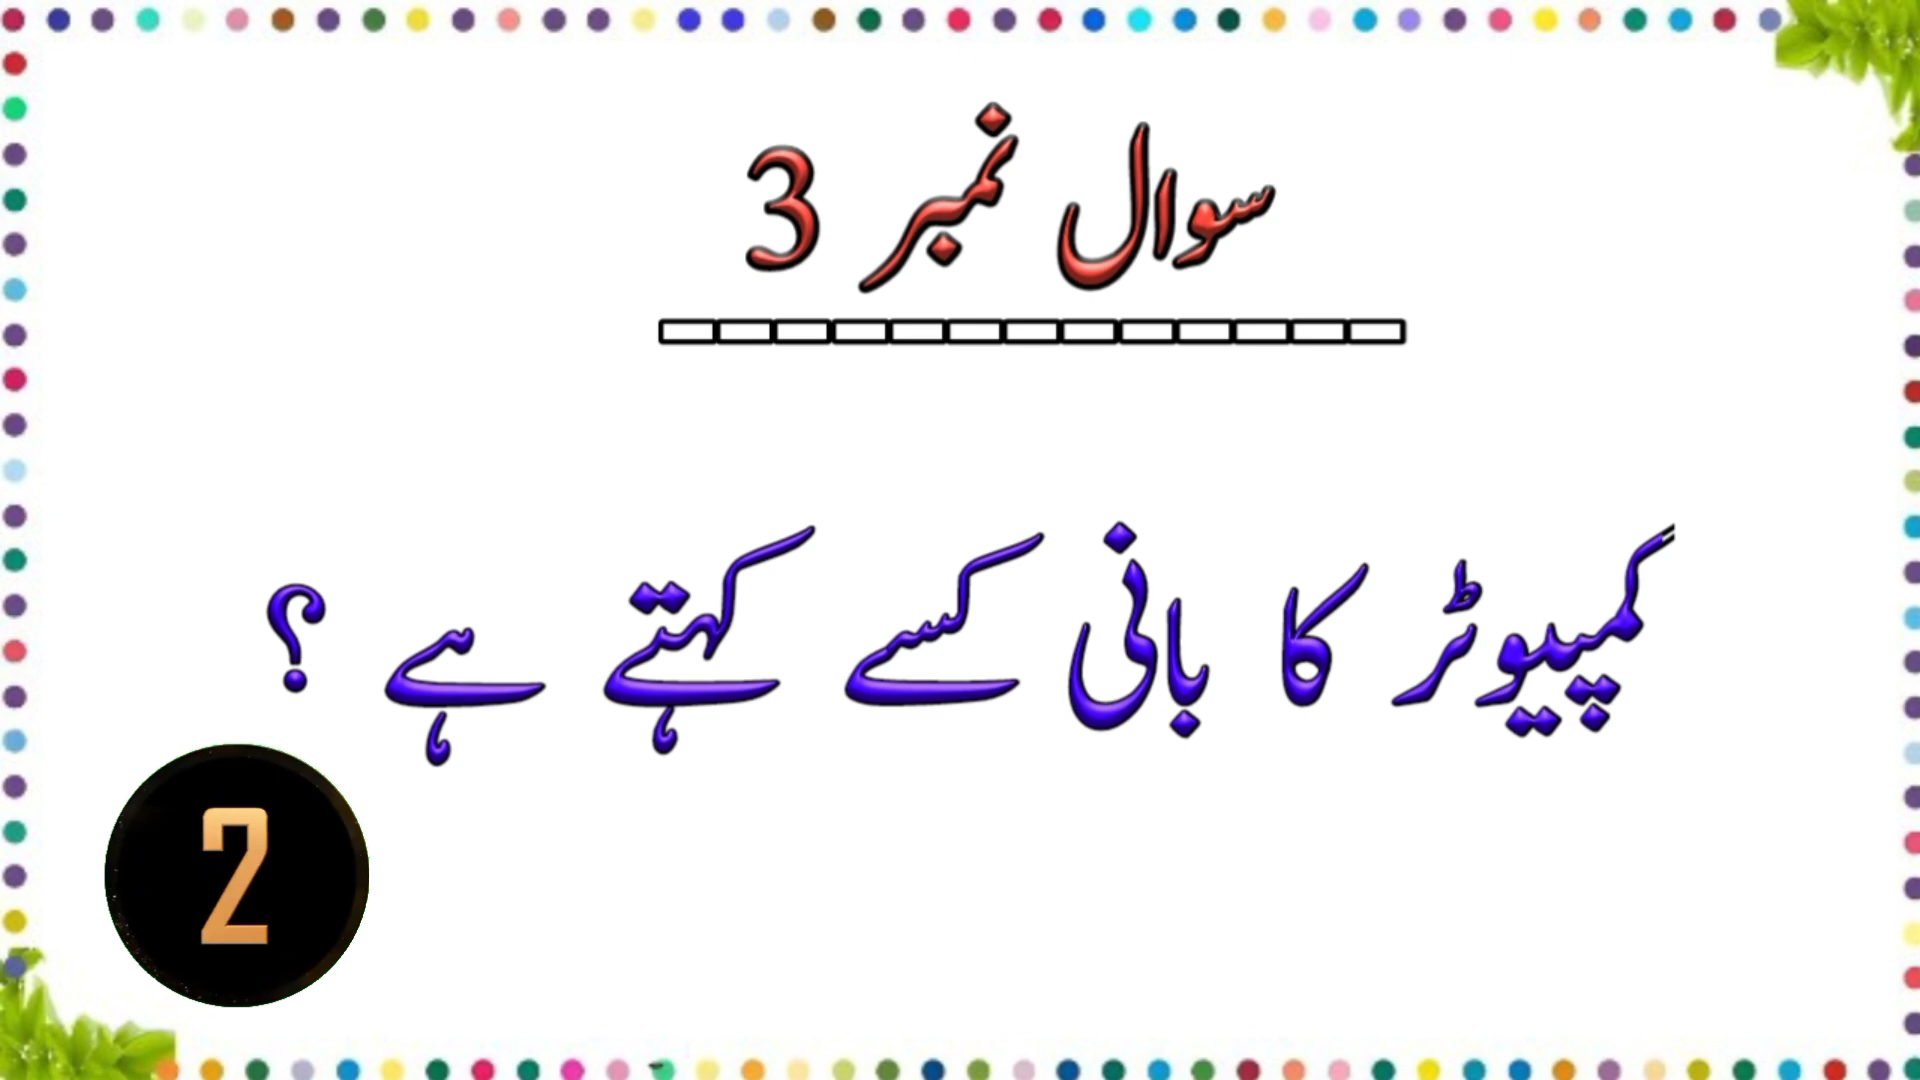 سوال نمبر 3
کمپیوٹر کا بانی کسے کہتے ہے ؟
2